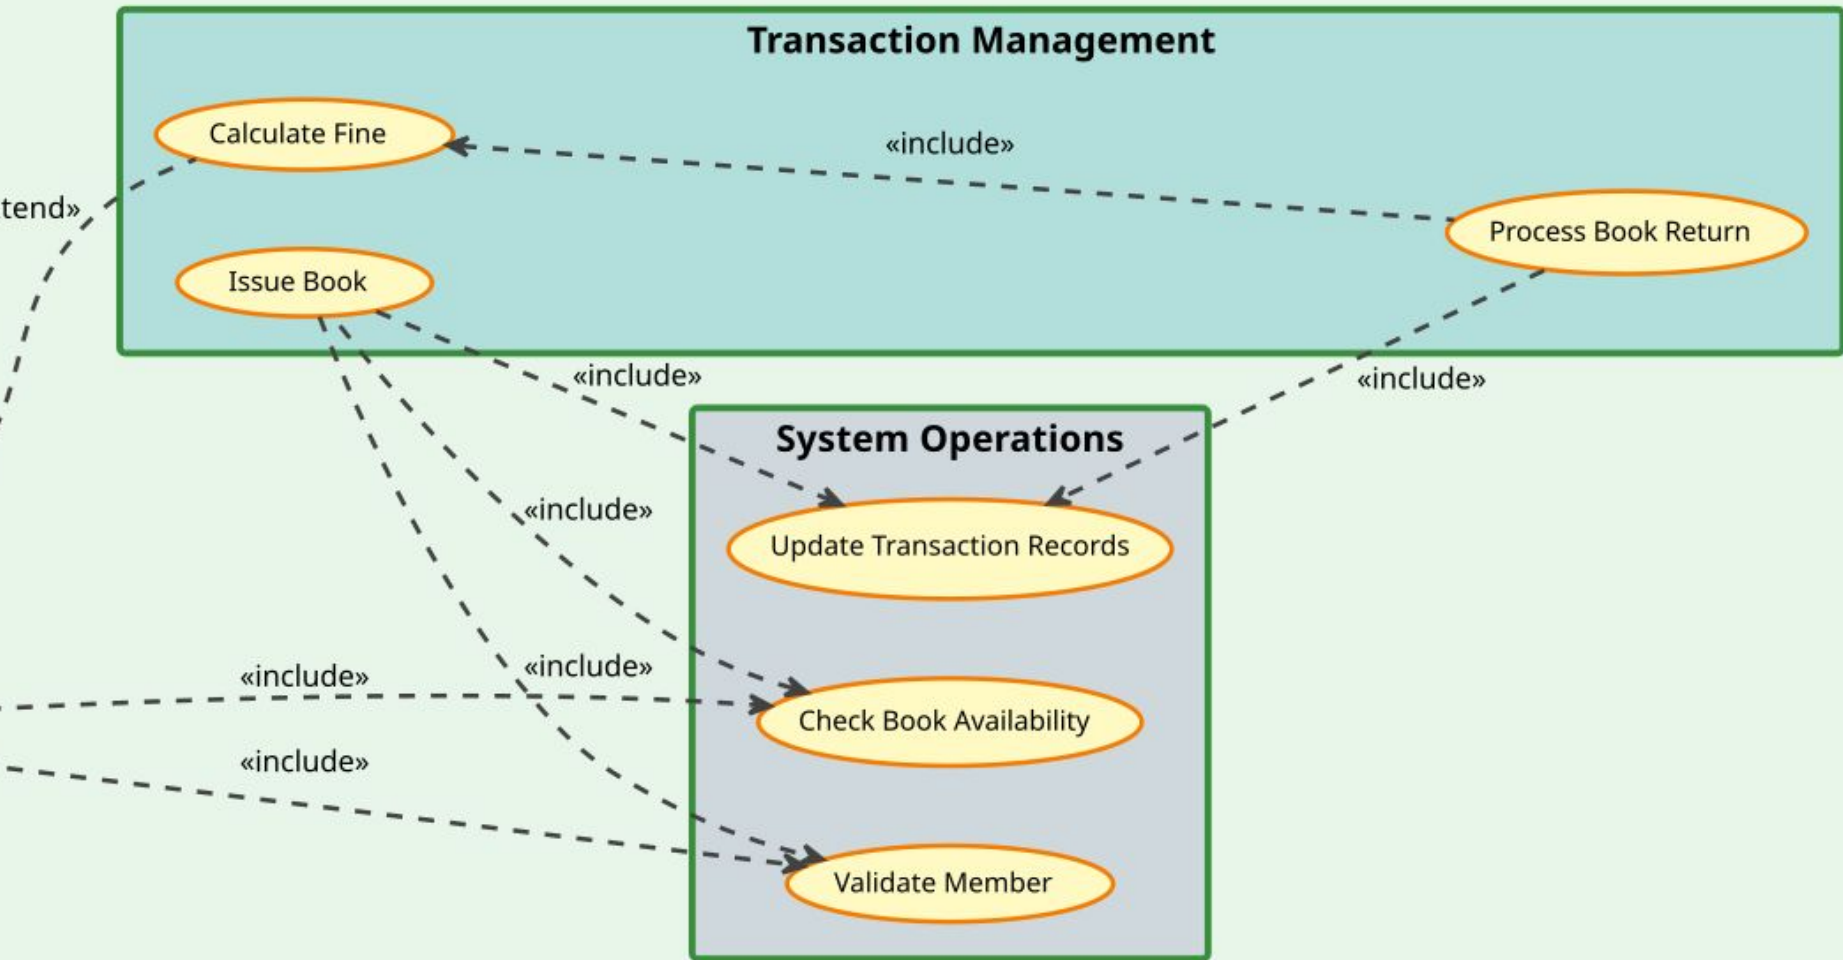 Transaction Management
Calculate Fine
«include»
tend»
Process Book Return
Issue Book
«include»
«include»
System Operations
«include»
Update Transaction Records
«include»
«include»
Check Book Availability
«include»
Validate Member